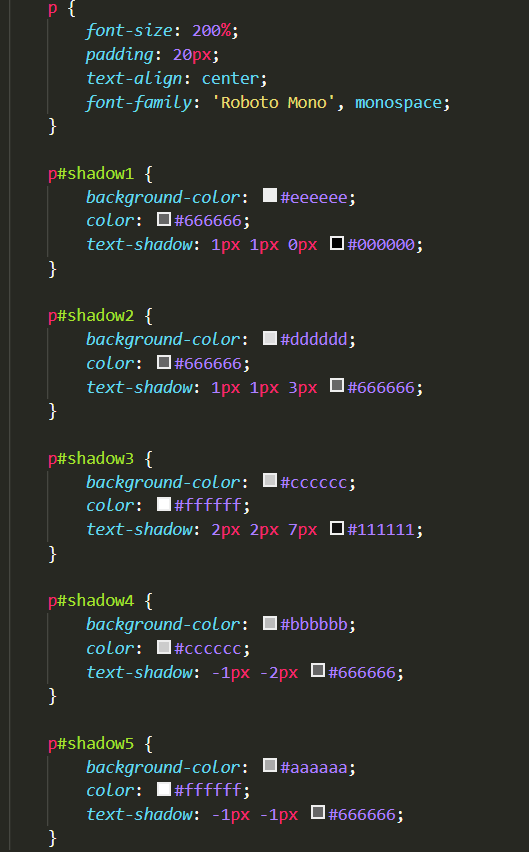 p {
font-size: 200%;
padding: 20px;
text-align: center;
font-family: 'Roboto Mono', monospace;
}
p#shadow1 {
background-color: #eeeeee;
color: #666666;
text-shadow: 1px 1px 0px #000000;
}
p#shadow2 {
background-color: #dddddd;
color: #666666;
text-shadow: 1px 1px 3px #666666;
}
p#shadow3 {
background-color: #cccccc;
color: #ffffff;
text-shadow: 2px 2px 7px #111111;
}
p#shadow4 {
background-color: #bbbbbb;
color: #cccccc;
text-shadow: -1px -2px #666666;
}
p#shadow5 {
background-color: #aaaaaa;
color: #ffffff;
text-shadow: -1px -1px #666666;
}